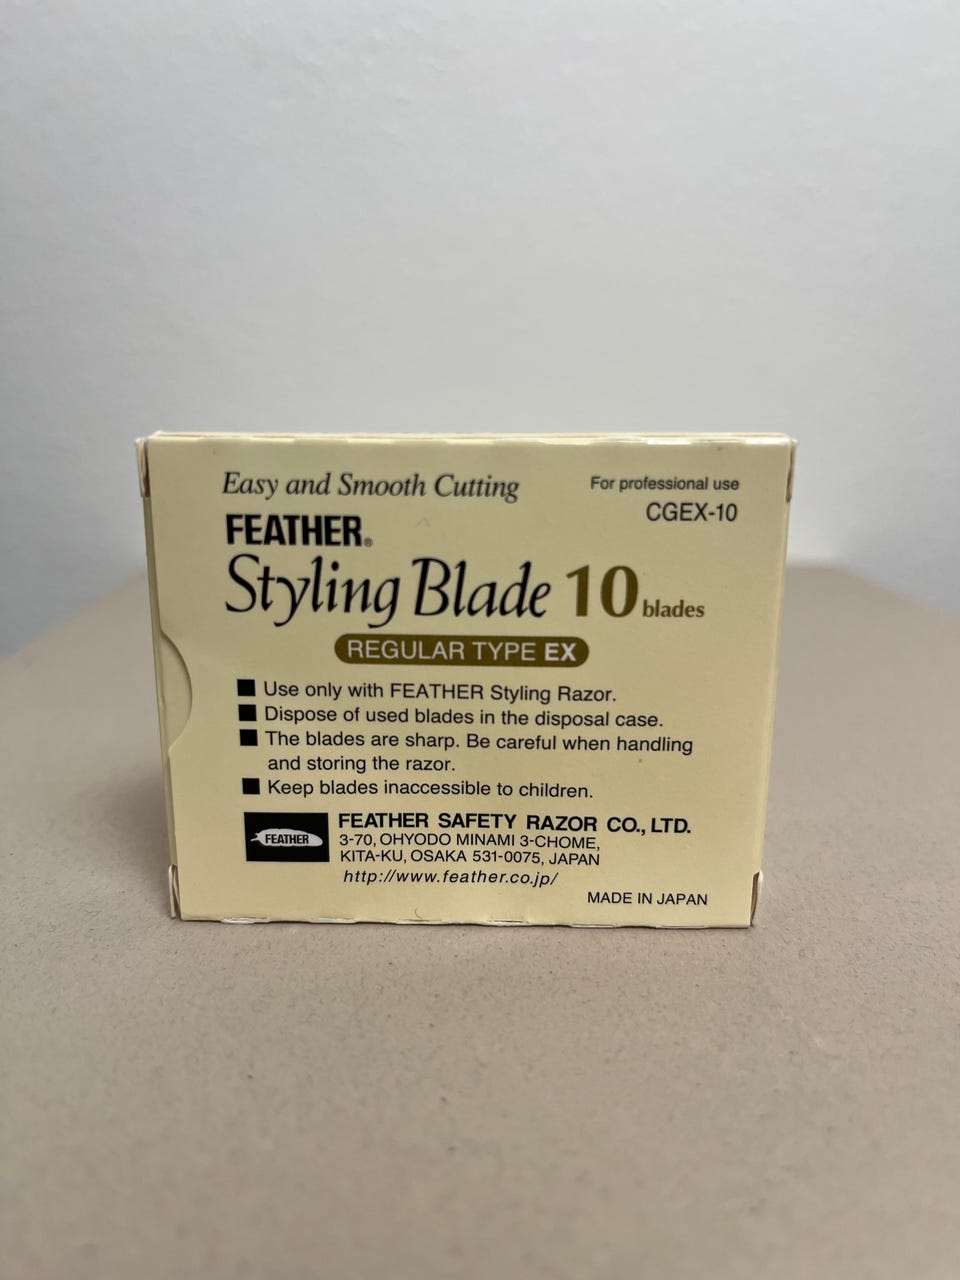 Easy and Smooth Cutting
For professional use
CGEX-10
FEATHER®
Styling Blade 10 blades
REGULAR TYPE EX
■ Use only with FEATHER Styling Razor.
■ Dispose of used blades in the disposal case.
■ The blades are sharp. Be careful when handling
and storing the razor.
■ Keep blades inaccessible to children.
FEATHER
FEATHER SAFETY RAZOR CO., LTD.
3-70, OHYODO MINAMI 3-CHOME,
KITA-KU, OSAKA 531-0075, JAPAN
http://www.feather.co.jp/
MADE IN JAPAN